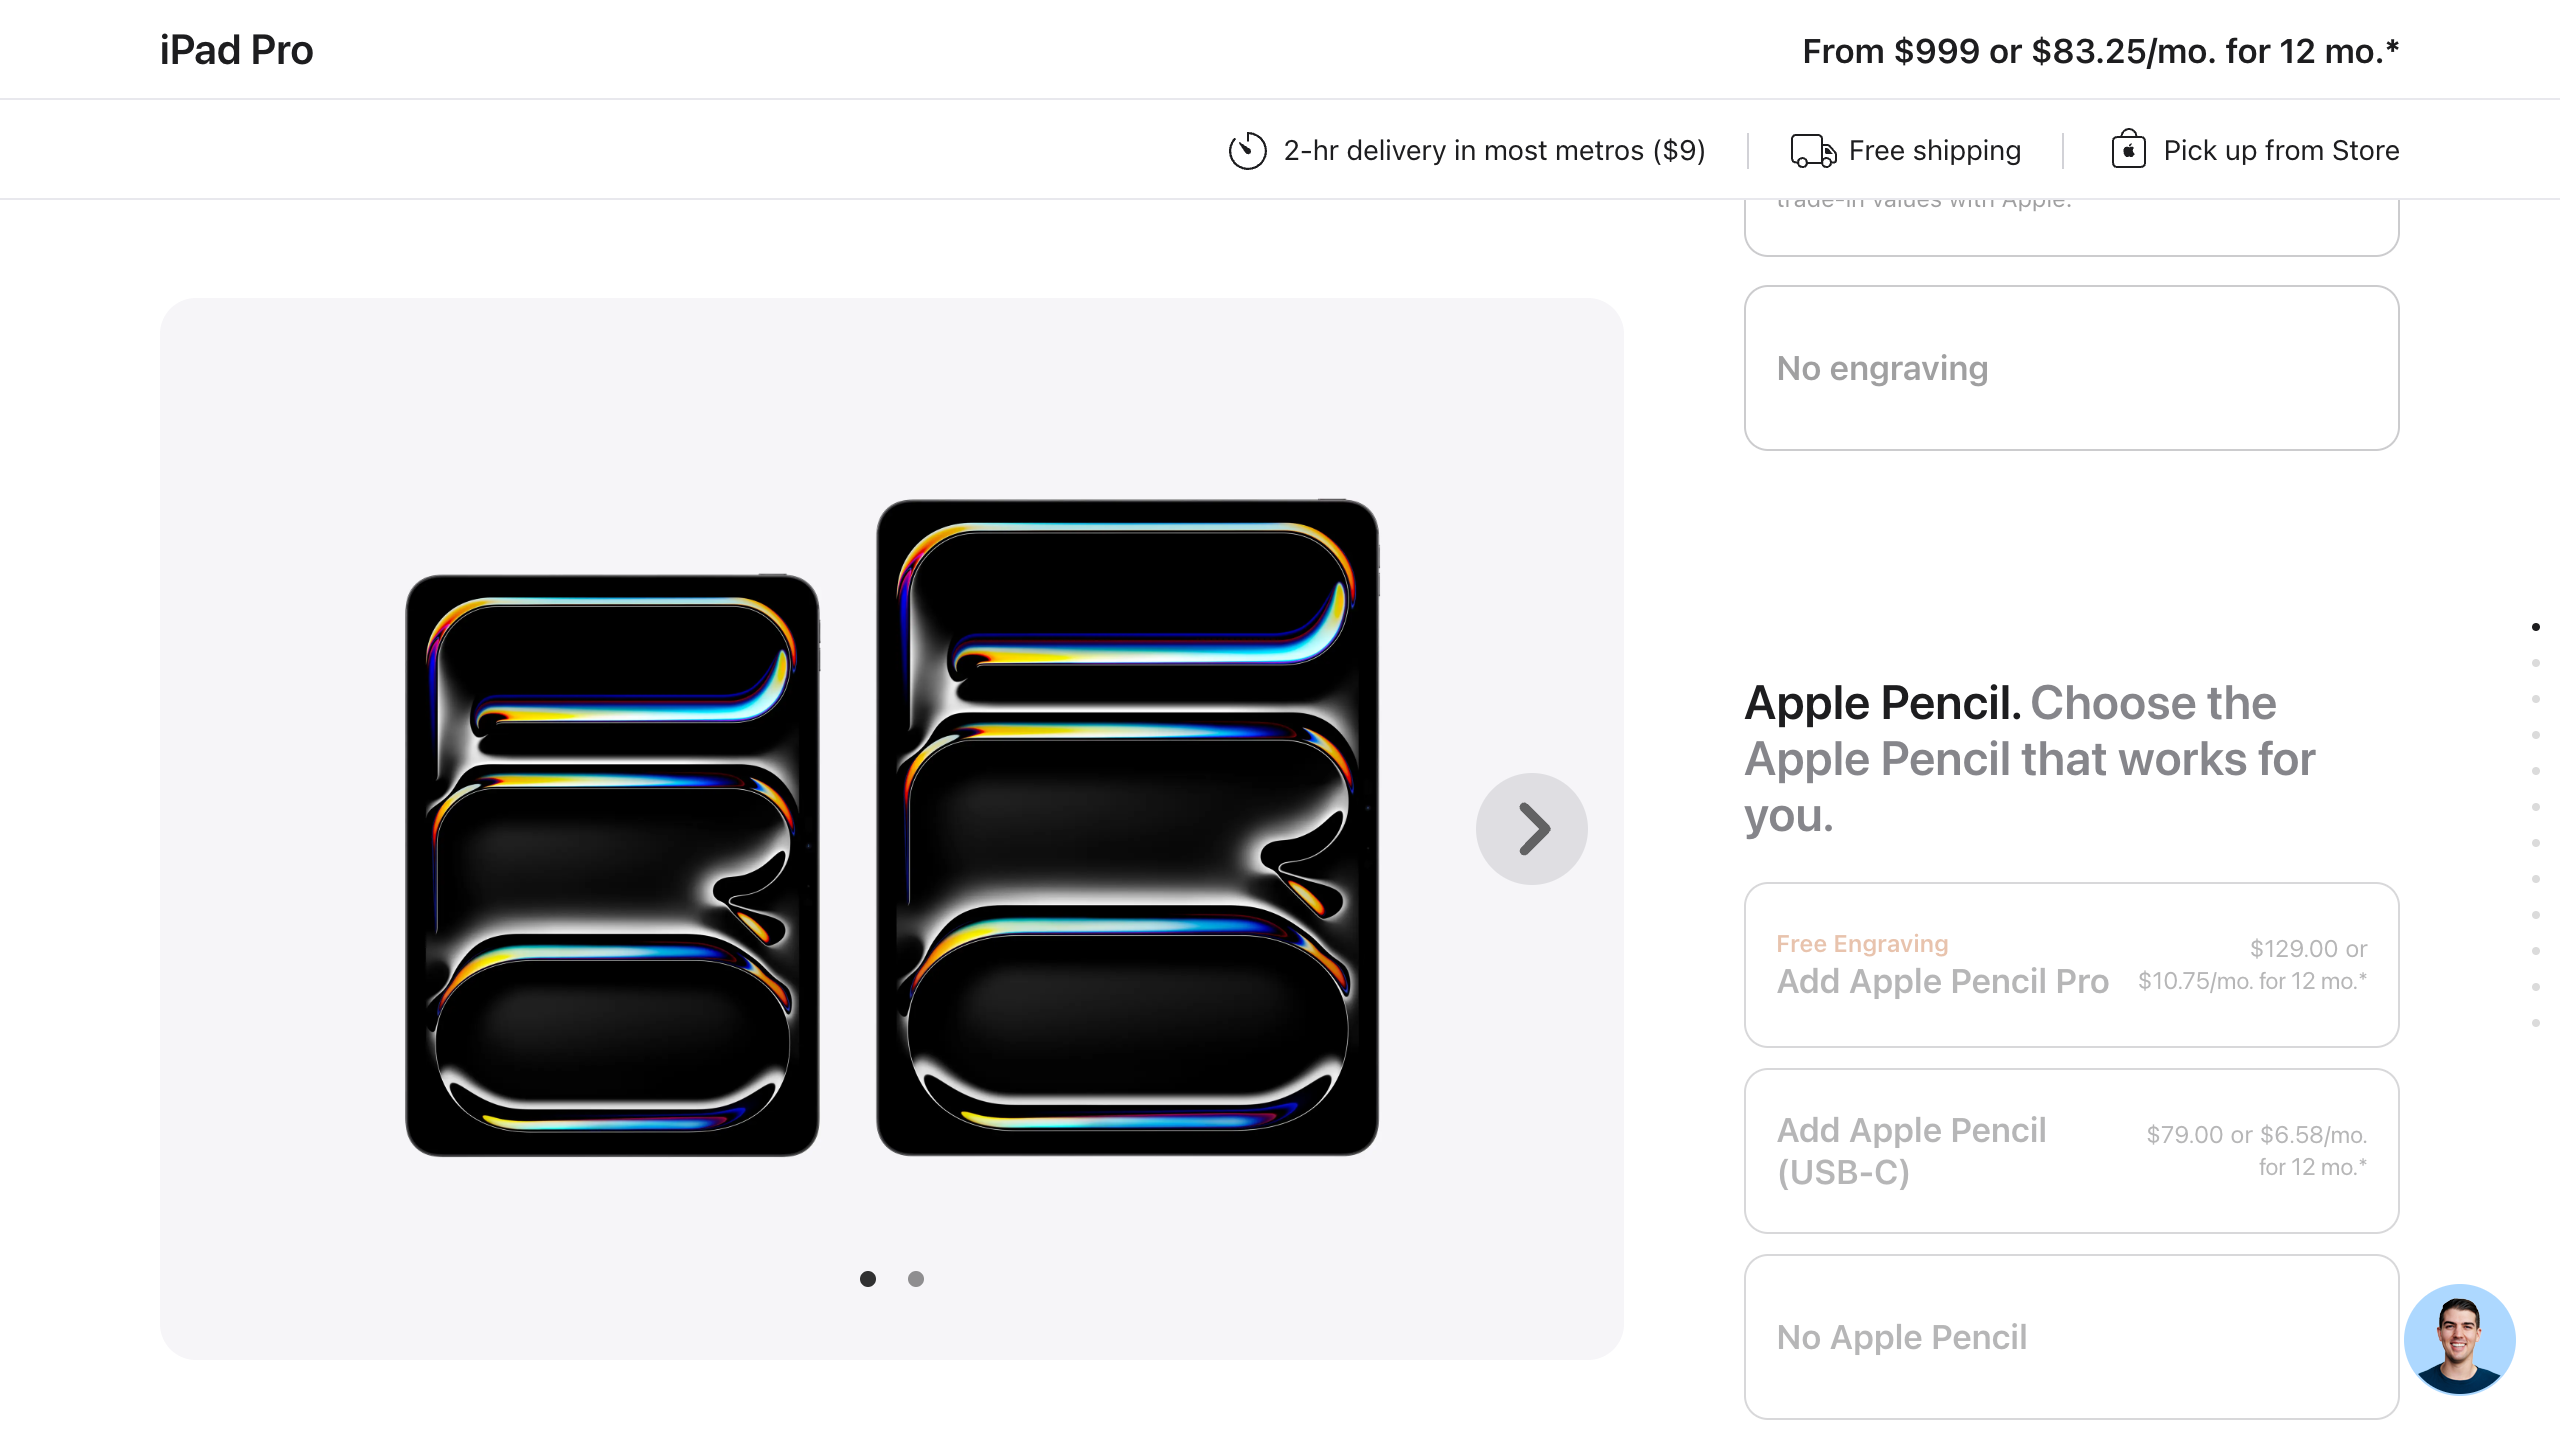 iPad Pro
From $999 or $83.25/mo. for 12 mo.*
2-hr delivery in most metros ($9)
Free shipping
Pick up from Store
trade-in values with Apple.
No engraving
Apple Pencil. Choose the
Apple Pencil that works for
you.
Free Engraving
Add Apple Pencil Pro
$129.00 or
$10.75/mo. for 12 mo.*
Add Apple Pencil
(USB-C)
$79.00 or $6.58/mo.
for 12 mo.*
No Apple Pencil